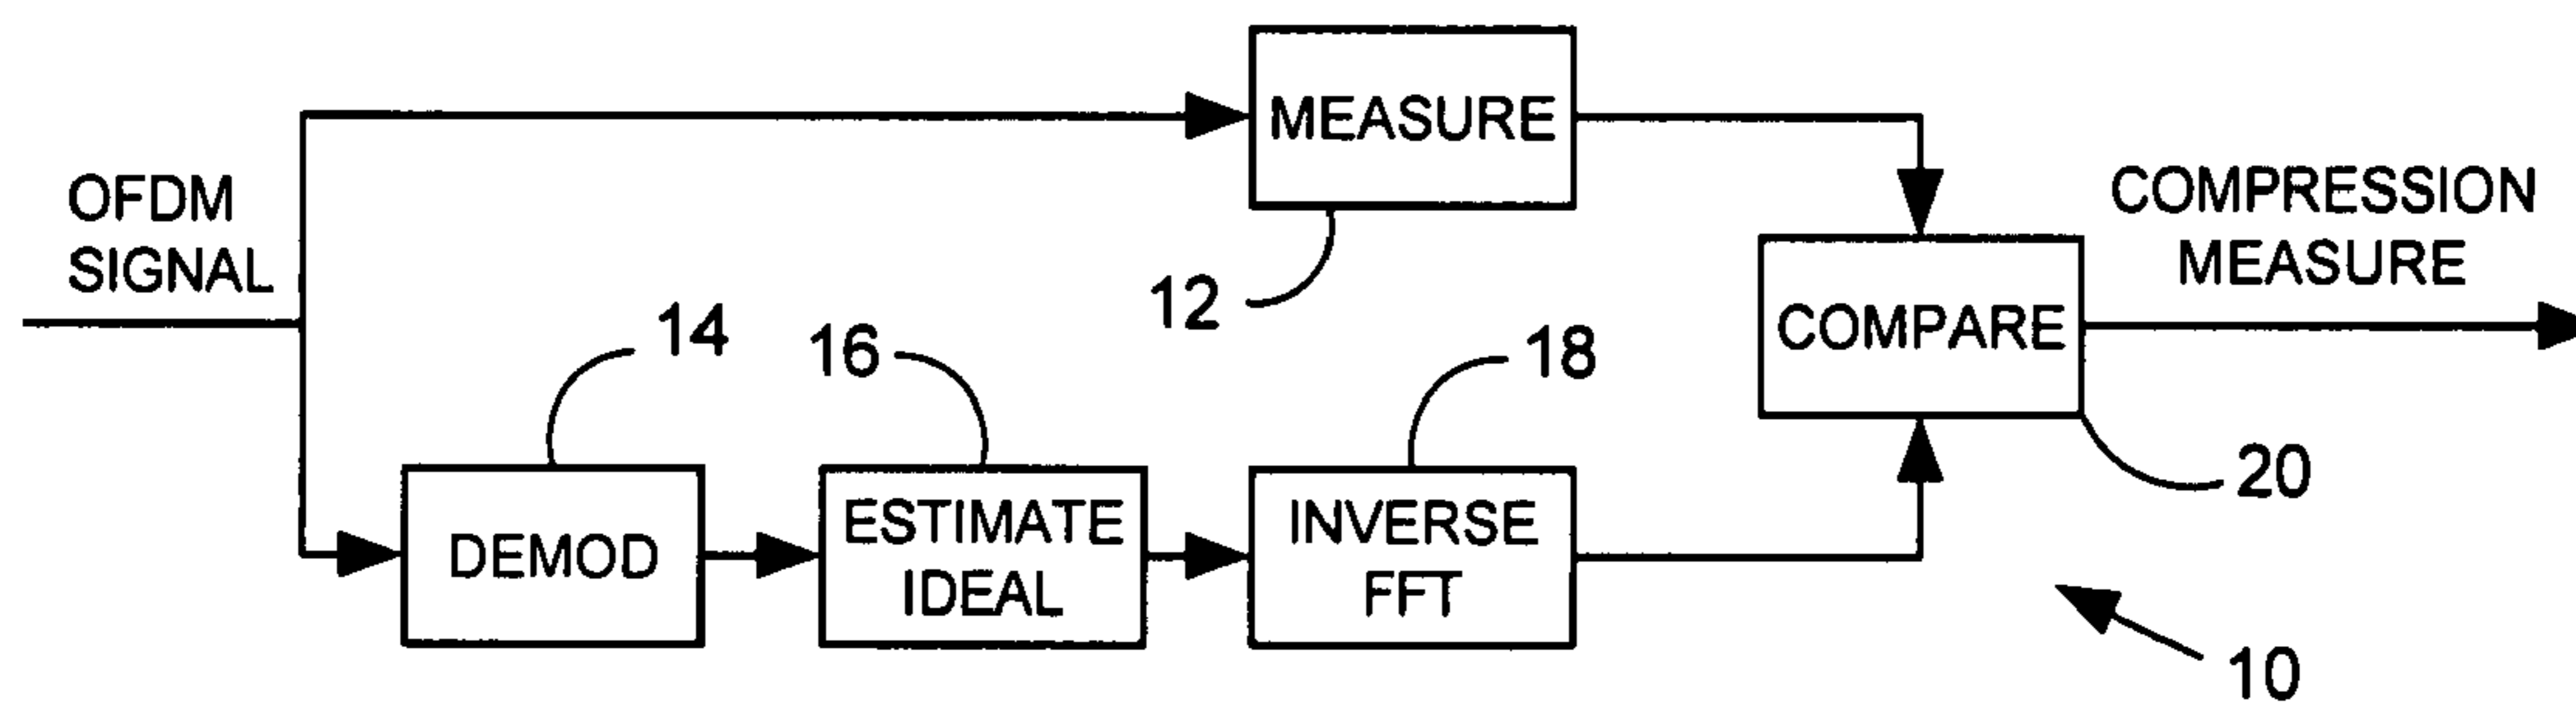 OFDM
SIGNAL
MEASURE
12
COMPRESSION
MEASURE
COMPARE
20
14
16
18
DEMOD
ESTIMATE
IDEAL
INVERSE
FFT
10